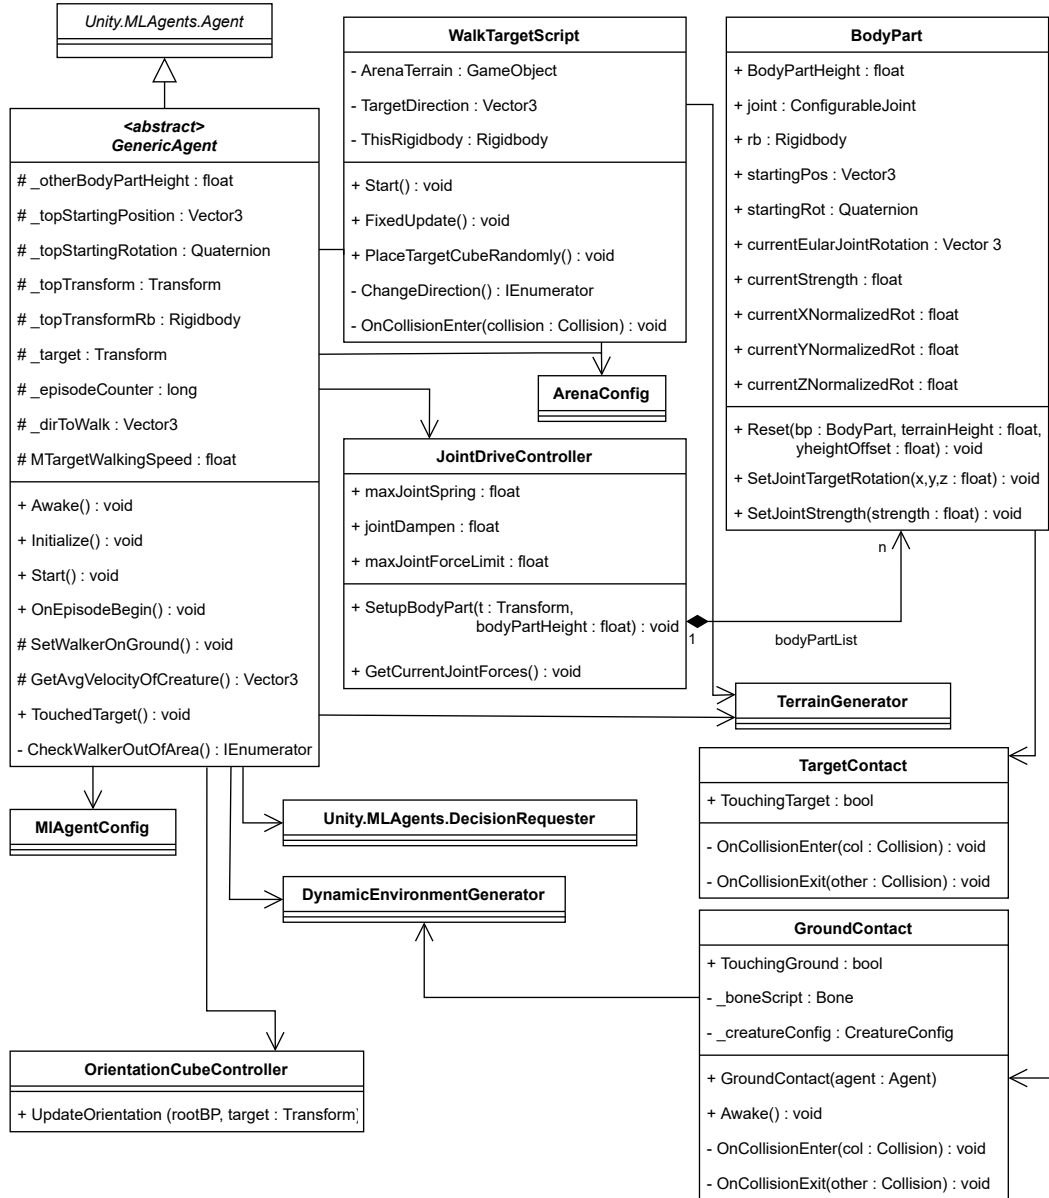 Unity.MLAgents.Agent
<abstract>
GenericAgent
# _otherBodyPartHeight : float
# _topStartingPosition : Vector3
# _topStartingRotation : Quaternion
# _topTransform : Transform
# _topTransformRb : Rigidbody
# _target : Transform
# _episodeCounter : long
# _dirToWalk : Vector3
# MTargetWalkingSpeed : float
+ Awake() : void
+ Initialize() : void
+ Start() : void
+ OnEpisodeBegin() : void
# SetWalkerOnGround() : void
# GetAvgVelocityOfCreature() : Vector3
+ TouchedTarget() : void
- CheckWalkerOutOfArea() : IEnumerator
WalkTargetScript
- ArenaTerrain : GameObject
- TargetDirection : Vector3
- ThisRigidbody : Rigidbody
+ Start() : void
+ FixedUpdate() : void
+ PlaceTargetCubeRandomly() : void
- ChangeDirection() : IEnumerator
- OnCollisionEnter(collision : Collision) : void
BodyPart
+ BodyPartHeight : float
+ joint : ConfigurableJoint
+ rb : Rigidbody
+ startingPos : Vector3
+ startingRot : Quaternion
+ currentEularJointRotation : Vector 3
+ currentStrength : float
+ currentXNormalizedRot : float
+ currentYNormalizedRot : float
+ currentZNormalizedRot : float
+ Reset(bp : BodyPart, terrainHeight : float,
yheightOffset : float) : void
+ SetJointTargetRotation(x,y,z : float) : void
+ SetJointStrength(strength : float) : void
ArenaConfig
JointDriveController
+ maxJointSpring : float
+ jointDampen : float
+ maxJointForceLimit : float
+ SetupBodyPart(t : Transform,
bodyPartHeight : float) : void
+ GetCurrentJointForces() : void
n
1
bodyPartList
TerrainGenerator
TargetContact
+ TouchingTarget : bool
- OnCollisionEnter(col : Collision) : void
- OnCollisionExit(other : Collision) : void
MlAgentConfig
Unity.MLAgents.DecisionRequester
DynamicEnvironmentGenerator
GroundContact
+ TouchingGround : bool
- _boneScript : Bone
- _creatureConfig : CreatureConfig
+ GroundContact(agent : Agent)
+ Awake() : void
- OnCollisionEnter(col : Collision) : void
- OnCollisionExit(other : Collision) : void
OrientationCubeController
+ UpdateOrientation (rootBP, target : Transform)